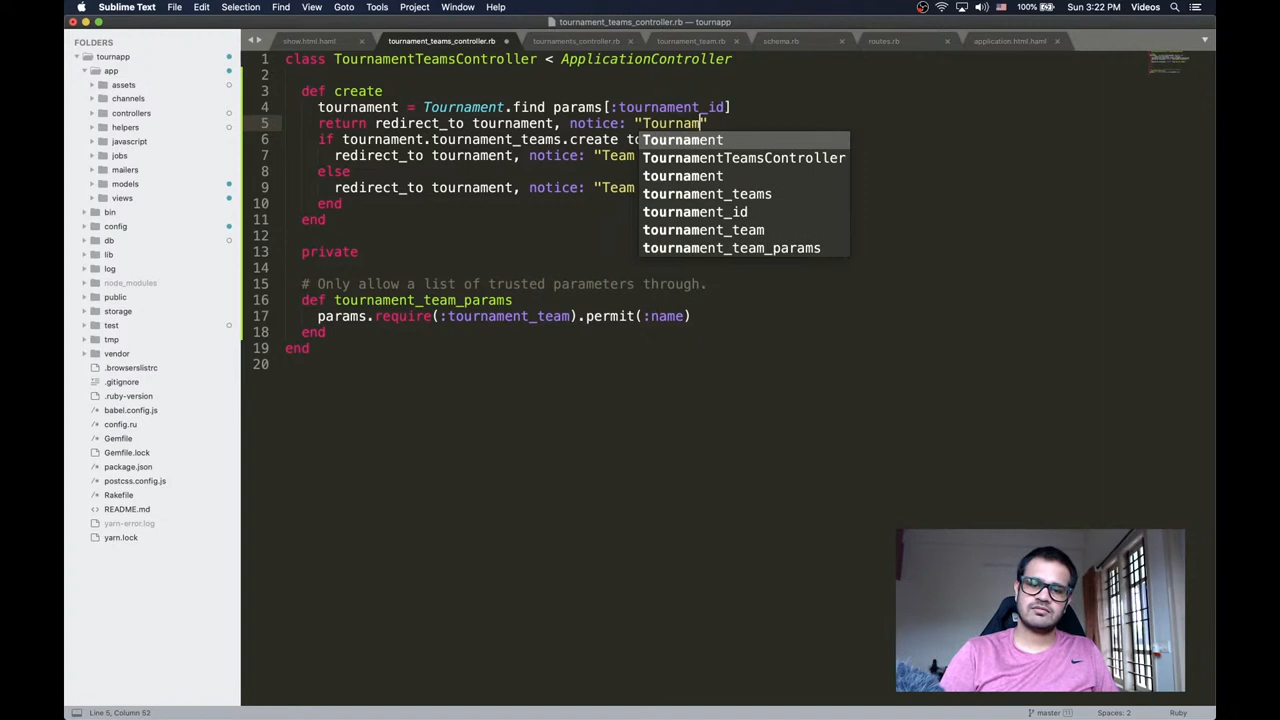 Sublime Text File Edit Selection Find View Goto Tools Project Window Help 100% Sun 3:22 PM Videos
tournament_teams_controller.rb — tournapp
FOLDERS
tournapp
app
assets
channels
controllers
helpers
javascript
jobs
mailers
models
views
bin
config
db
lib
log
node_modules
public
storage
test
tmp
vendor
.browserslistrc
.gitignore
.ruby-version
babel.config.js
config.ru
Gemfile
Gemfile.lock
package.json
postcss.config.js
Rakefile
README.md
yarn-error.log
yarn.lock
show.html.haml tournament_teams_controller.rb tournaments_controller.rb tournament_team.rb schema.rb routes.rb application.html.haml
1 class TournamentTeamsController < ApplicationController
2
3 def create
4 tournament = Tournament.find params[:tournament_id]
5 return redirect_to tournament, notice: "Tournam"
6 if tournament.tournament_teams.create to
7 redirect_to tournament, notice: "Team
8 else
9 redirect_to tournament, notice: "Team
10 end
11 end
12
13 private
14
15 # Only allow a list of trusted parameters through.
16 def tournament_team_params
17 params.require(:tournament_team).permit(:name)
18 end
19 end
20
Tournament
TournamentTeamsController
tournament
tournament_teams
tournament_id
tournament_team
tournament_team_params
Line 5, Column 52 master Spaces: 2 Ruby